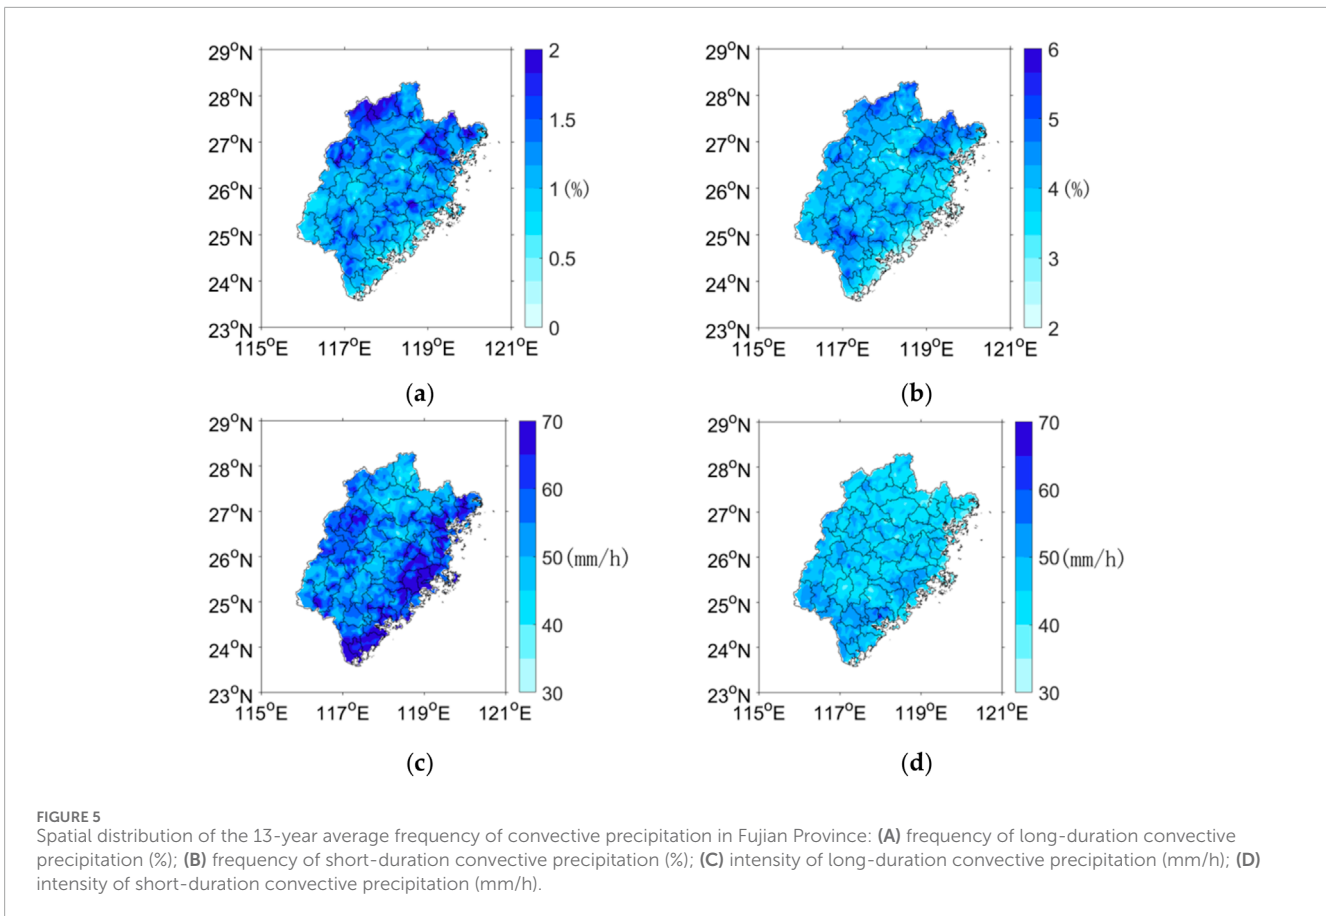 29°N
28°N
27°N
26°N
25°N
24°N
23°N
115°E 117°E 119°E 121°E
2
1.5
1 (%)
0.5
0
(a)
29°N
28°N
27°N
26°N
25°N
24°N
23°N
115°E 117°E 119°E 121°E
6
5
4 (%)
3
2
(b)
29°N
28°N
27°N
26°N
25°N
24°N
23°N
115°E 117°E 119°E 121°E
70
60
50 (mm/h)
40
30
(c)
29°N
28°N
27°N
26°N
25°N
24°N
23°N
115°E 117°E 119°E 121°E
70
60
50 (mm/h)
40
30
(d)
FIGURE 5
Spatial distribution of the 13-year average frequency of convective precipitation in Fujian Province: (A) frequency of long-duration convective
precipitation (%); (B) frequency of short-duration convective precipitation (%); (C) intensity of long-duration convective precipitation (mm/h); (D)
intensity of short-duration convective precipitation (mm/h).